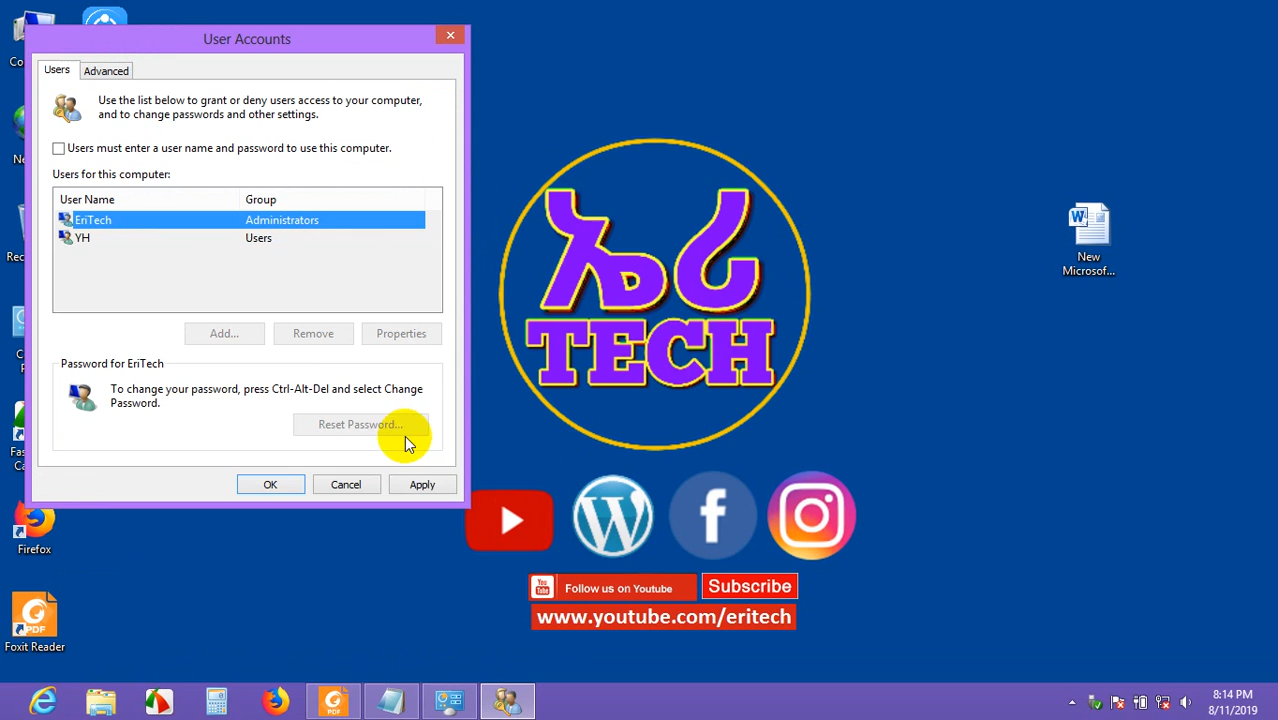 User Accounts
Users
Advanced
Use the list below to grant or deny users access to your computer,
and to change passwords and other settings.
Users must enter a user name and password to use this computer.
Users for this computer:
User Name
Group
EriTech
Administrators
YH
Users
Add...
Remove
Properties
Password for EriTech
To change your password, press Ctrl-Alt-Del and select Change
Password.
Reset Password...
OK
Cancel
Apply
ኤሪ
TECH
New
Microsof...
You
Tube
Follow us on Youtube
Subscribe
www.youtube.com/eritech
Firefox
PDF
Foxit Reader
PDF
8:14 PM
8/11/2019